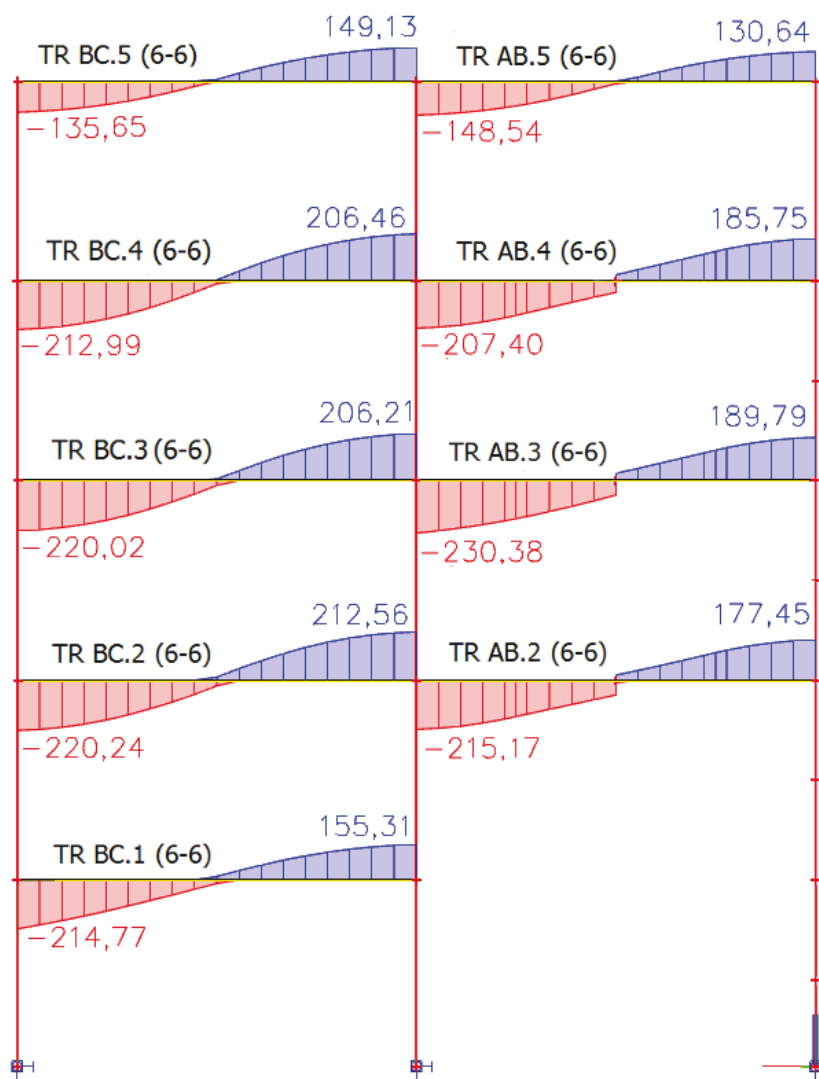 149,13
130,64
TR BC.5 (6-6)
TR AB.5 (6-6)
-135,65
-148,54
206,46
185,75
TR BC.4 (6-6)
TR AB.4 (6-6)
-212,99
-207,40
206,21
189,79
TR BC.3 (6-6)
TR AB.3 (6-6)
-220,02
-230,38
212,56
177,45
TR BC.2 (6-6)
TR AB.2 (6-6)
-220,24
-215,17
155,31
TR BC.1 (6-6)
-214,77